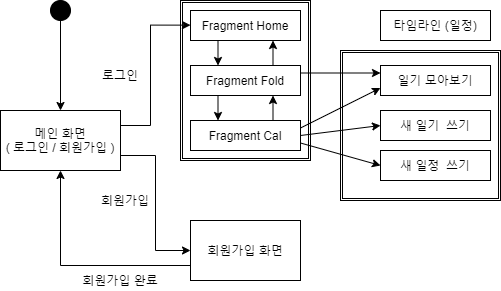 Fragment Home
타임라인 (일정)
로그인
Fragment Fold
일기 모아보기
메인 화면
( 로그인 / 회원가입 )
Fragment Cal
새 일기 쓰기
새 일정 쓰기
회원가입
회원가입 화면
회원가입 완료